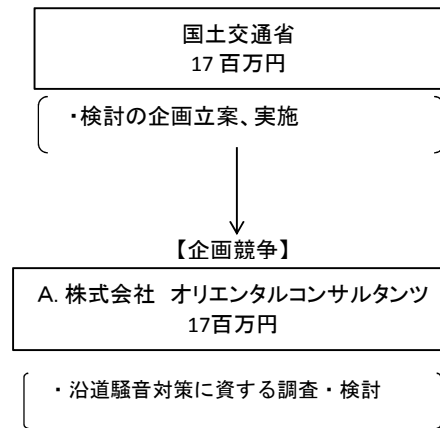 国土交通省
17 百万円
・検討の企画立案、実施
【企画競争】
A. 株式会社　オリエンタルコンサルタンツ
17百万円
・沿道騒音対策に資する調査・検討